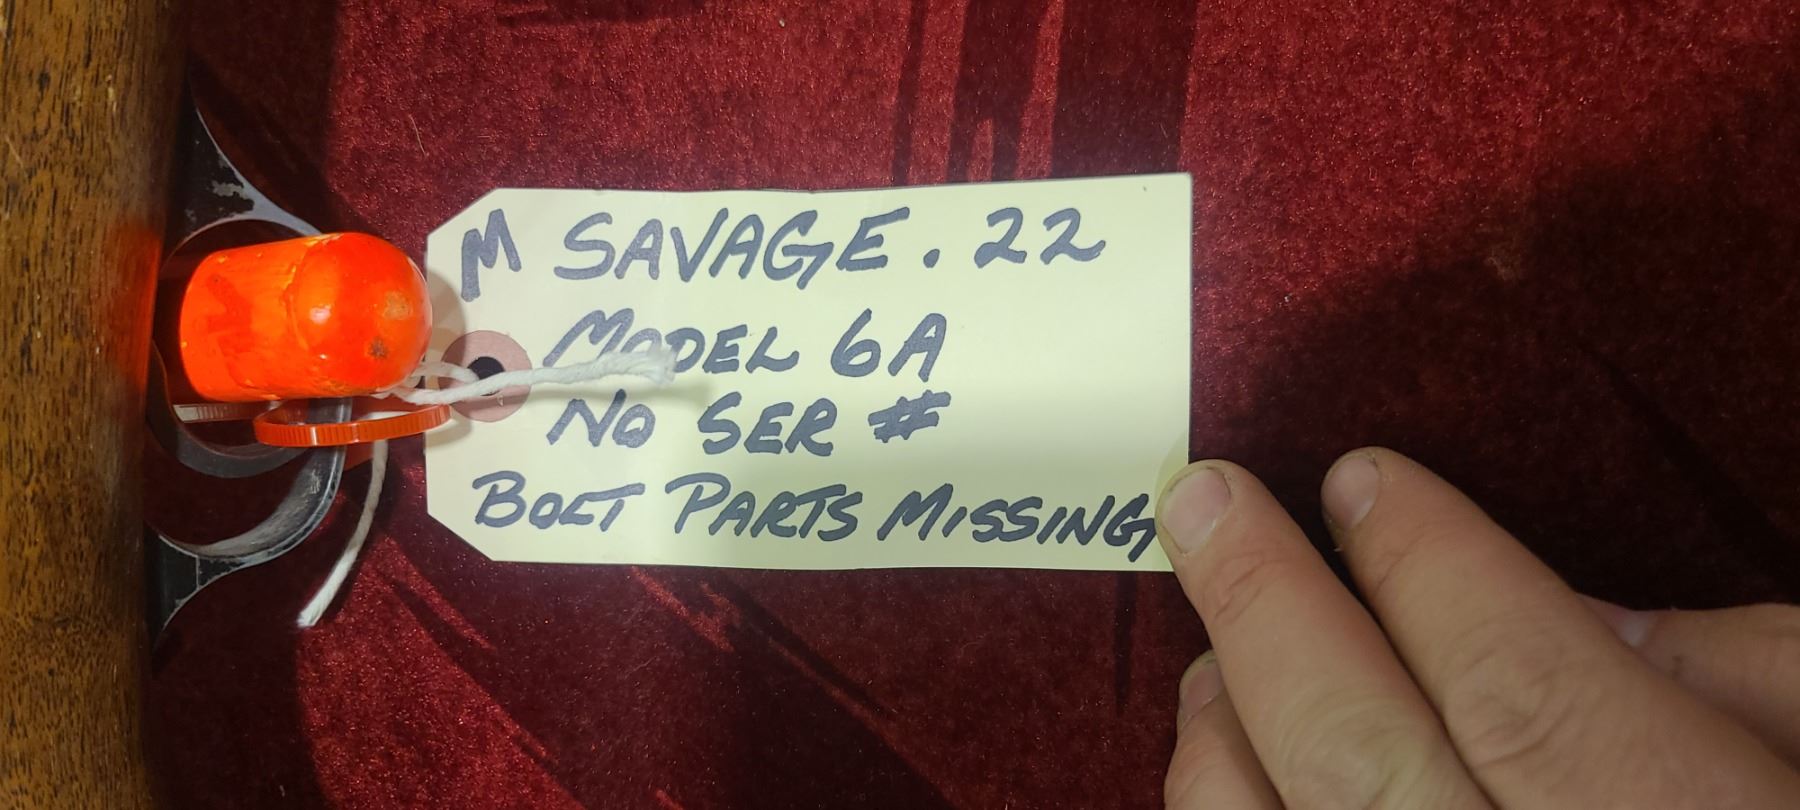 M SAVAGE .22
MODEL 6A
NO SER #
BOLT PARTS MISSING